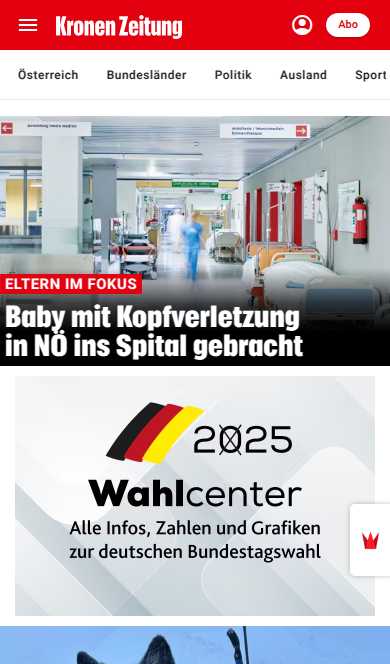 Kronen Zeitung
Abo
Österreich Bundesländer Politik Ausland Sport
ELTERN IM FOKUS
Baby mit Kopfverletzung
in NÖ ins Spital gebracht
2025
Wahlcenter
Alle Infos, Zahlen und Grafiken
zur deutschen Bundestagswahl